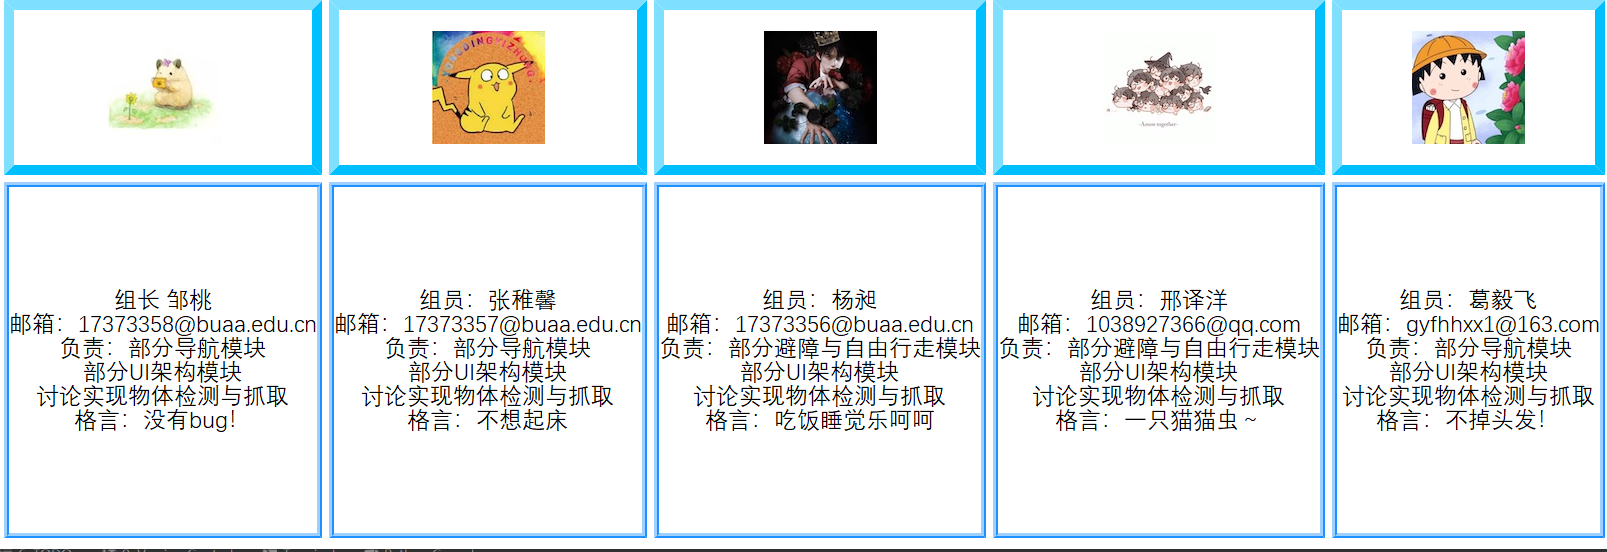 组长 邹桃
邮箱：17373358@buaa.edu.cn
负责：部分导航模块
部分UI架构模块
讨论实现物体检测与抓取
格言：没有bug！
组员：张稚馨
邮箱：17373357@buaa.edu.cn
负责：部分导航模块
部分UI架构模块
讨论实现物体检测与抓取
格言：不想起床
组员：杨昶
邮箱：17373356@buaa.edu.cn
负责：部分避障与自由行走模块
部分UI架构模块
讨论实现物体检测与抓取
格言：吃饭睡觉乐呵呵
组员：邢译洋
邮箱：1038927366@qq.com
负责：部分避障与自由行走模块
部分UI架构模块
讨论实现物体检测与抓取
格言：一只猫猫虫～
组员：葛毅飞
邮箱：gyfhhxx1@163.com
负责：部分导航模块
部分UI架构模块
讨论实现物体检测与抓取
格言：不掉头发！